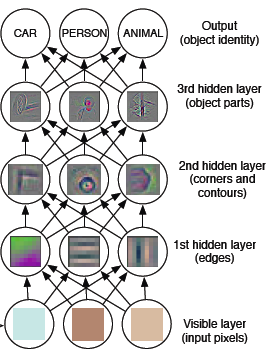 CAR PERSON ANIMAL
Output
(object identity)
3rd hidden layer
(object parts)
2nd hidden layer
(corners and
contours)
1st hidden layer
(edges)
Visible layer
(input pixels)